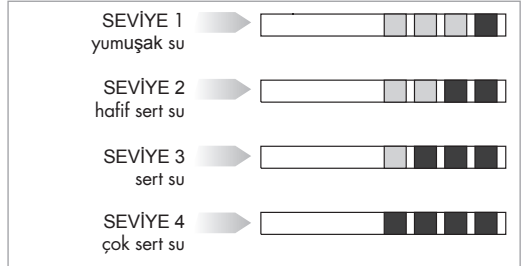 SEVİYE 1
yumuşak su
SEVİYE 2
hafif sert su
SEVİYE 3
sert su
SEVİYE 4
çok sert su